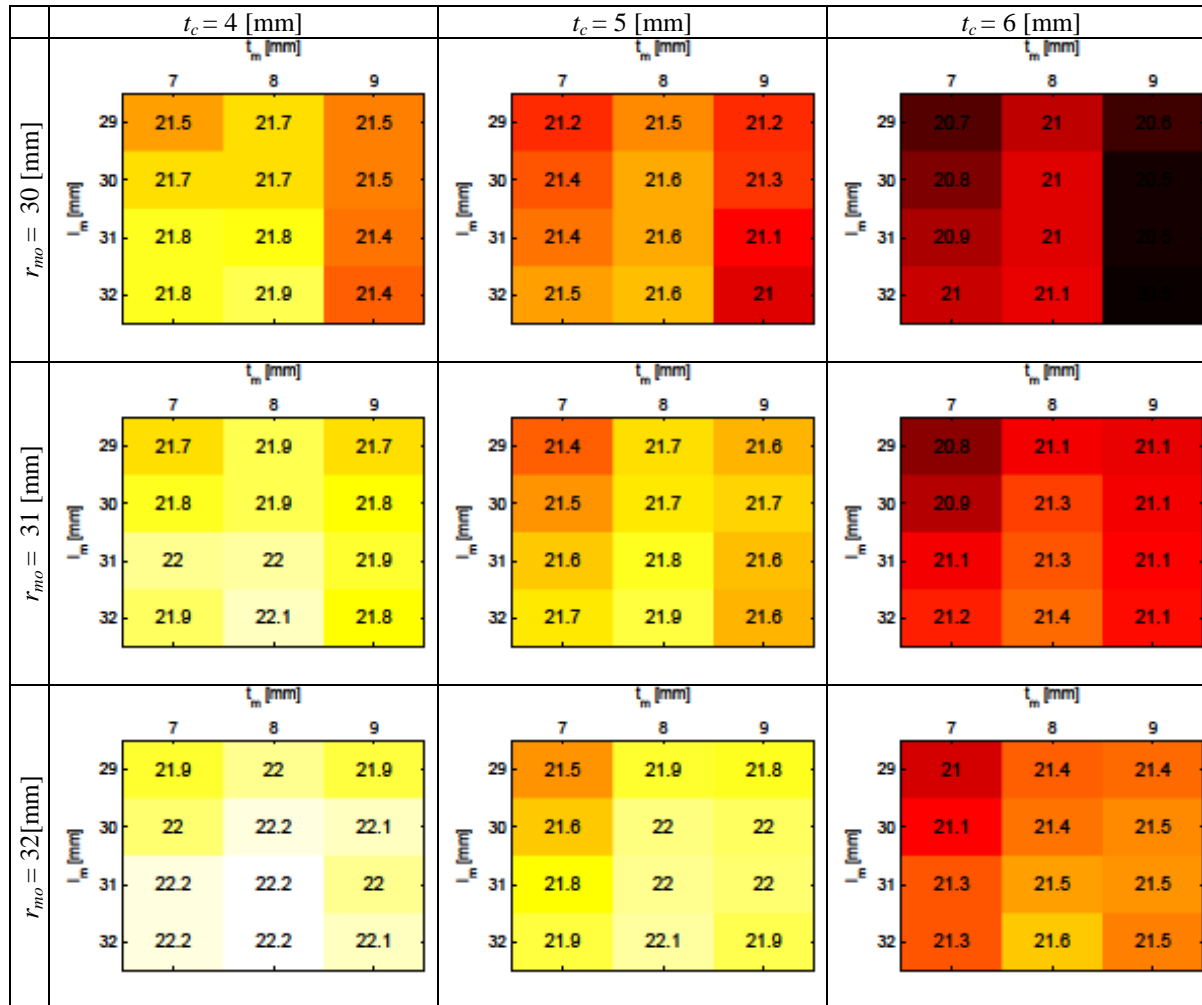 t_c = 4 [mm] t_c = 5 [mm] t_c = 6 [mm]
r_mo = 30 [mm]
t_m [mm] t_m [mm] t_m [mm]
7 8 9 7 8 9 7 8 9
l_m [mm] l_m [mm] l_m [mm]
29 21.5 21.7 21.5 29 21.2 21.5 21.2 29 20.7 21 20.6
30 21.7 21.7 21.5 30 21.4 21.6 21.3 30 20.8 21 20.5
31 21.8 21.8 21.4 31 21.4 21.6 21.1 31 20.9 21 20.5
32 21.8 21.9 21.4 32 21.5 21.6 21 32 21 21.1
r_mo = 31 [mm]
t_m [mm] t_m [mm] t_m [mm]
7 8 9 7 8 9 7 8 9
l_m [mm] l_m [mm] l_m [mm]
29 21.7 21.9 21.7 29 21.4 21.7 21.6 29 20.8 21.1 21.1
30 21.8 21.9 21.8 30 21.5 21.7 21.7 30 20.9 21.3 21.1
31 22 22 21.9 31 21.6 21.8 21.6 31 21.1 21.3 21.1
32 21.9 22.1 21.8 32 21.7 21.9 21.6 32 21.2 21.4 21.1
r_mo = 32[mm]
t_m [mm] t_m [mm] t_m [mm]
7 8 9 7 8 9 7 8 9
l_m [mm] l_m [mm] l_m [mm]
29 21.9 22 21.9 29 21.5 21.9 21.8 29 21 21.4 21.4
30 22 22.2 22.1 30 21.6 22 22 30 21.1 21.4 21.5
31 22.2 22.2 22 31 21.8 22 22 31 21.3 21.5 21.5
32 22.2 22.2 22.1 32 21.9 22.1 21.9 32 21.3 21.6 21.5